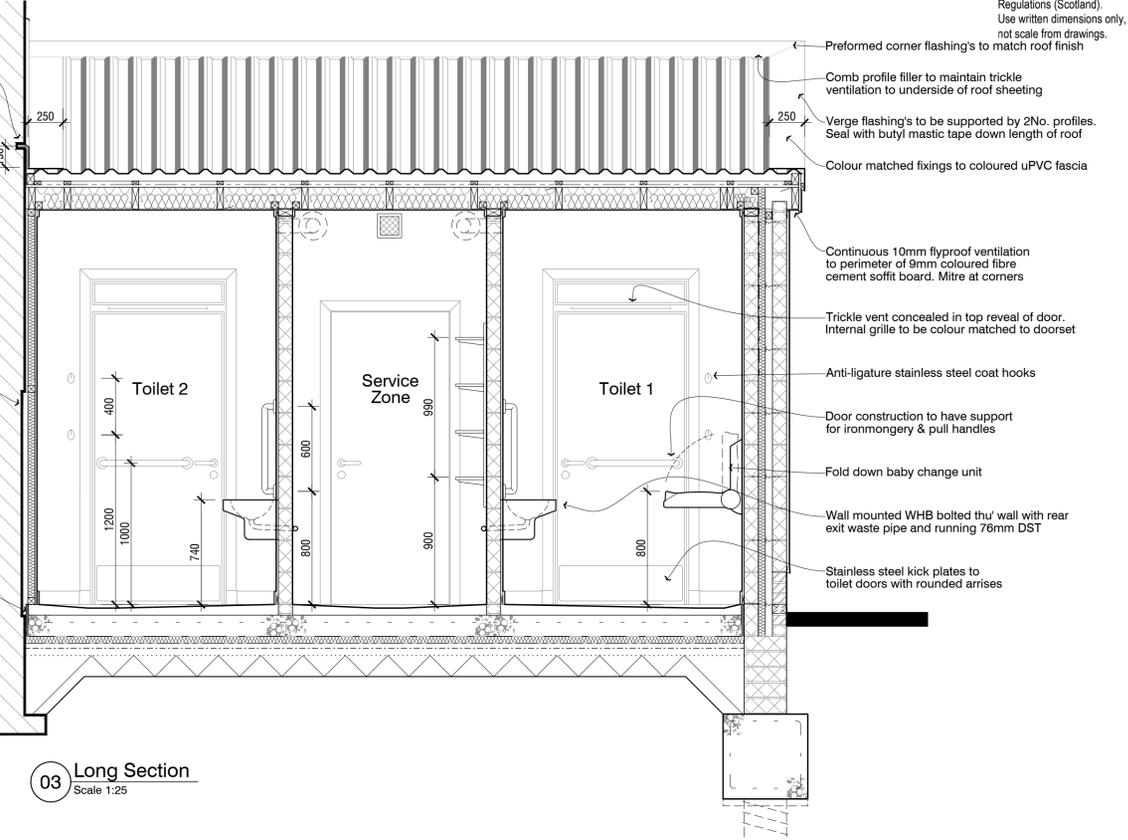 Regulations (Scotland).
Use written dimensions only,
not scale from drawings.
Preformed corner flashing's to match roof finish
Comb profile filler to maintain trickle
ventilation to underside of roof sheeting
250
250
Verge flashing's to be supported by 2No. profiles.
Seal with butyl mastic tape down length of roof
Colour matched fixings to coloured uPVC fascia
Continuous 10mm flyproof ventilation
to perimeter of 9mm coloured fibre
cement soffit board. Mitre at corners
Trickle vent concealed in top reveal of door.
Internal grille to be colour matched to doorset
Anti-ligature stainless steel coat hooks
Toilet 2
Service
Zone
Toilet 1
400
600
990
Door construction to have support
for ironmongery & pull handles
Fold down baby change unit
Wall mounted WHB bolted thu' wall with rear
exit waste pipe and running 76mm DST
1200
1000
740
800
900
800
Stainless steel kick plates to
toilet doors with rounded arrises
03
Long Section
Scale 1:25